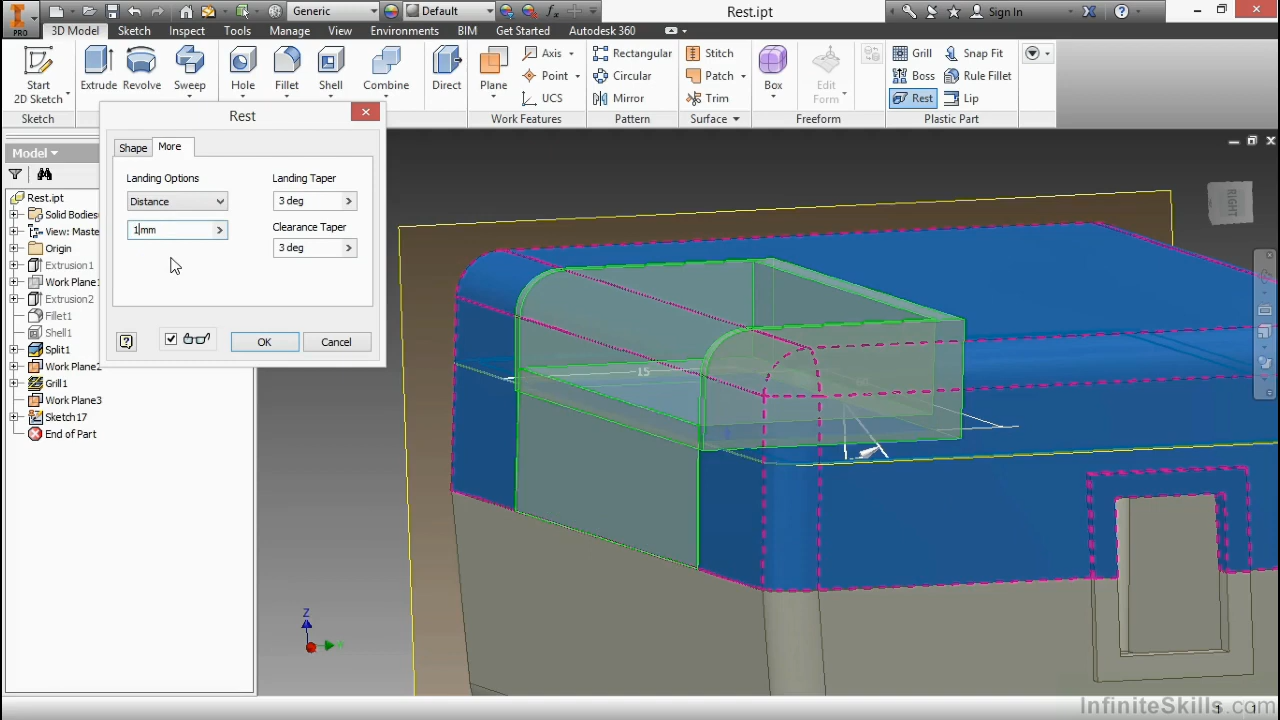 PRO
Generic
Default
fx
Rest.ipt
Sign In
3D Model
Sketch
Inspect
Tools
Manage
View
Environments
BIM
Get Started
Autodesk 360
Start
2D Sketch
Extrude
Revolve
Sweep
Hole
Fillet
Shell
Combine
Direct
Plane
Axis
Point
UCS
Rectangular
Circular
Mirror
Stitch
Patch
Trim
Box
Edit
Form
Grill
Boss
Rest
Snap Fit
Rule Fillet
Lip
Sketch
Work Features
Pattern
Surface
Freeform
Plastic Part
Rest
Shape
More
Landing Options
Distance
1mm
Landing Taper
3 deg
Clearance Taper
3 deg
OK
Cancel
Model
Rest.ipt
Solid Bodies
View: Maste
Origin
Extrusion1
Work Plane1
Extrusion2
Fillet1
Shell1
Split1
Work Plane2
Grill1
Work Plane3
Sketch17
End of Part
15
RIGHT
Z
InfiniteSkills.com
1
1